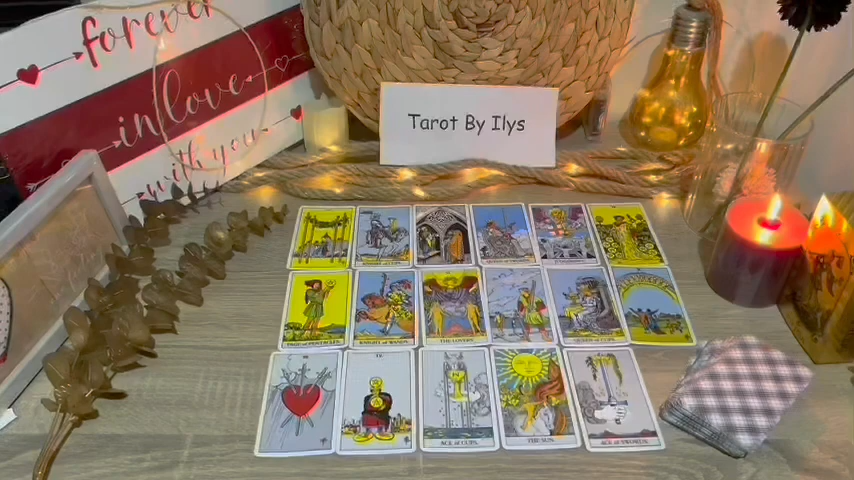 forever
in love
with you
Tarot By Ilys
PAGE of PENTACLES.
KNIGHT of WANDS.
THE LOVERS.
QUEEN of CUPS.
ACE of CUPS.
THE SUN.
ACE of SWORDS.